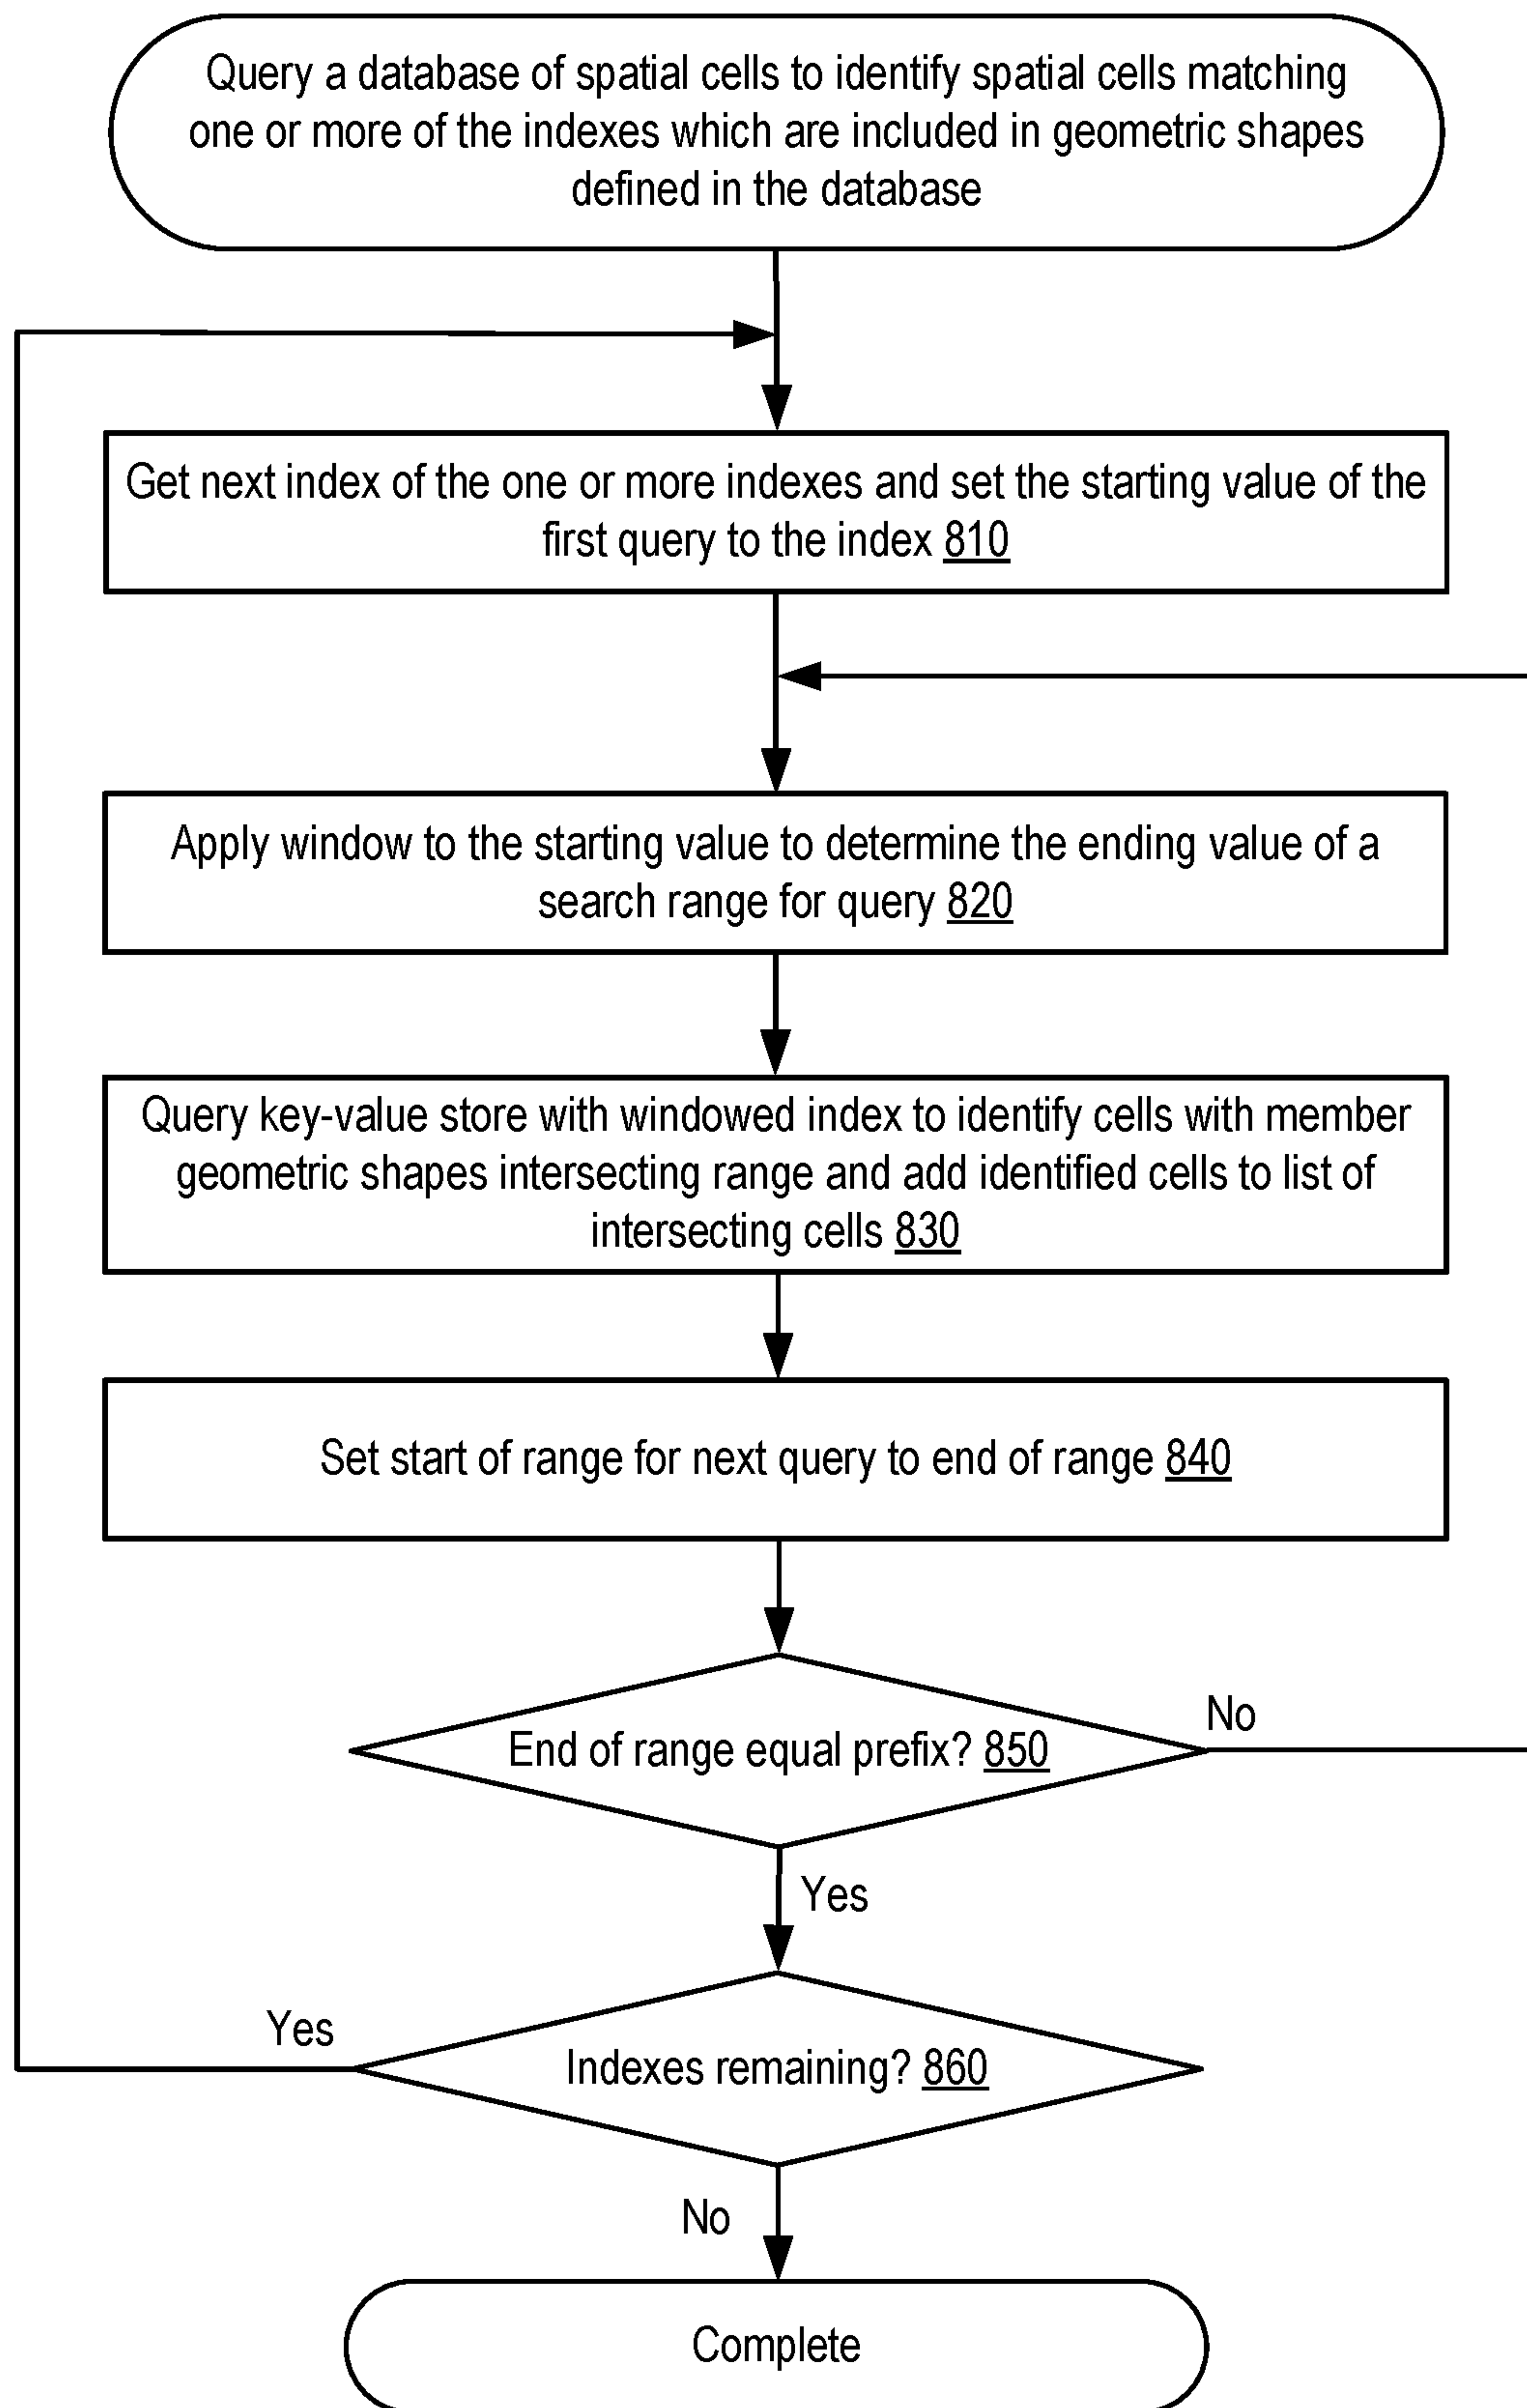 Query a database of spatial cells to identify spatial cells matching
one or more of the indexes which are included in geometric shapes
defined in the database
Get next index of the one or more indexes and set the starting value of the
first query to the index 810
Apply window to the starting value to determine the ending value of a
search range for query 820
Query key-value store with windowed index to identify cells with member
geometric shapes intersecting range and add identified cells to list of
intersecting cells 830
Set start of range for next query to end of range 840
End of range equal prefix? 850
No
Yes
Indexes remaining? 860
Yes
No
Complete